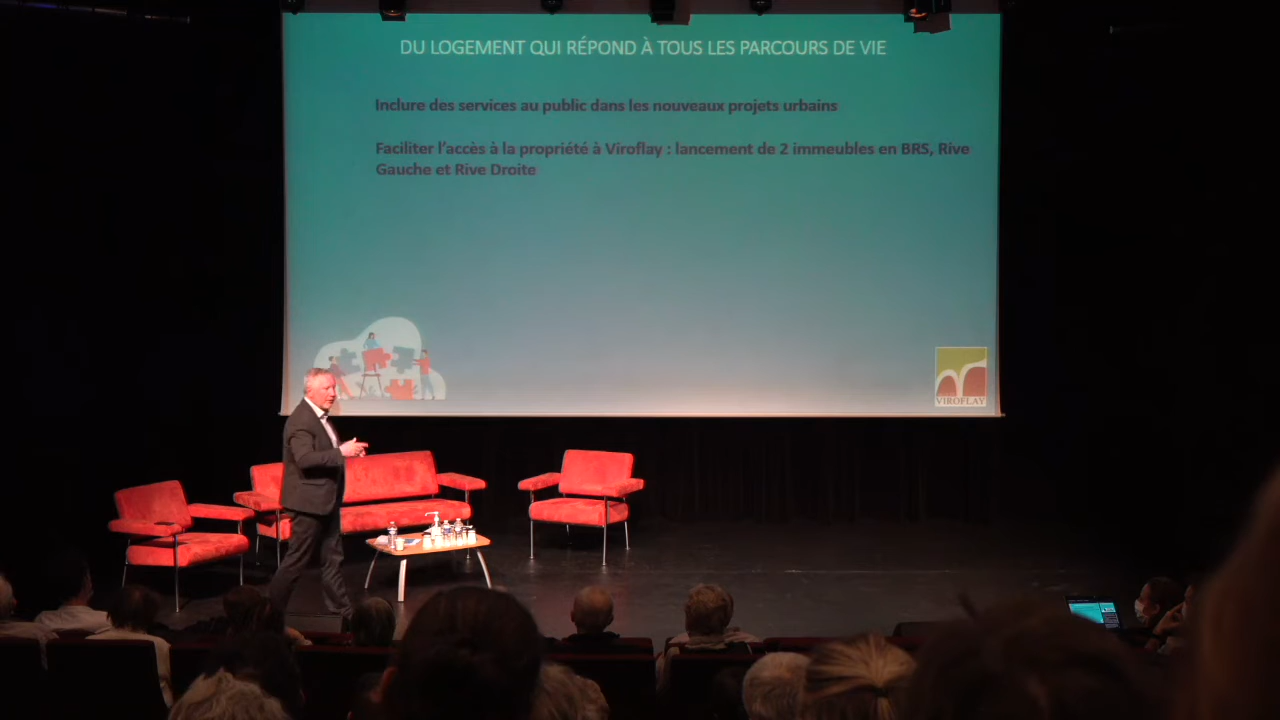 DU LOGEMENT QUI RÉPOND À TOUS LES PARCOURS DE VIE
Inclure des services au public dans les nouveaux projets urbains
Faciliter l'accès à la propriété à Viroflay : lancement de 2 immeubles en BRS, Rive
Gauche et Rive Droite
VIROFLAY